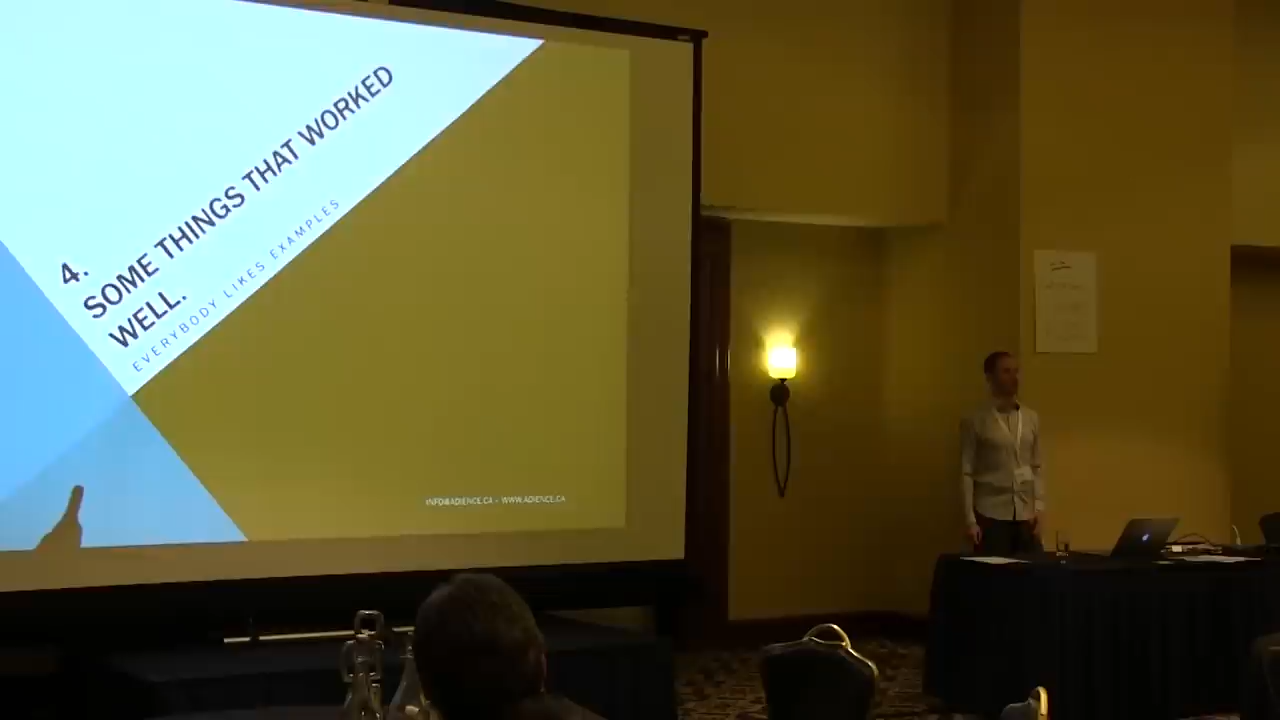 4.
SOME THINGS THAT WORKED
WELL.
EVERYBODY LIKES EXAMPLES
INFO@ADIENCE.CA – WWW.ADIENCE.CA